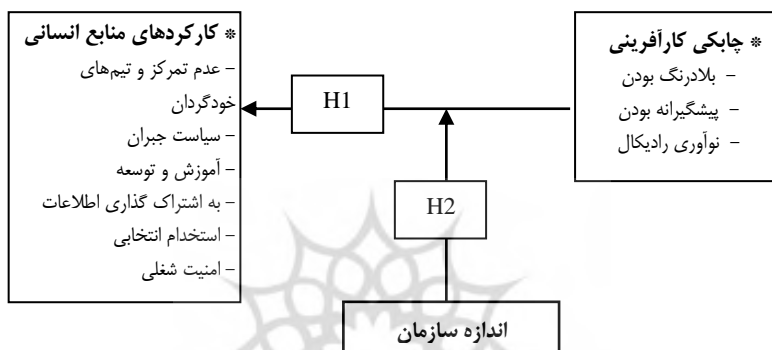 * چابکی کارآفرینی
- بلادرنگ بودن
- پیشگیرانه بودن
- نوآوری رادیکال
H1
H2
اندازه سازمان
* کارکردهای منابع انسانی
- عدم تمرکز و تیم‌های
خودگردان
- سیاست جبران
- آموزش و توسعه
- به اشتراک گذاری اطلاعات
- استخدام انتخابی
- امنیت شغلی